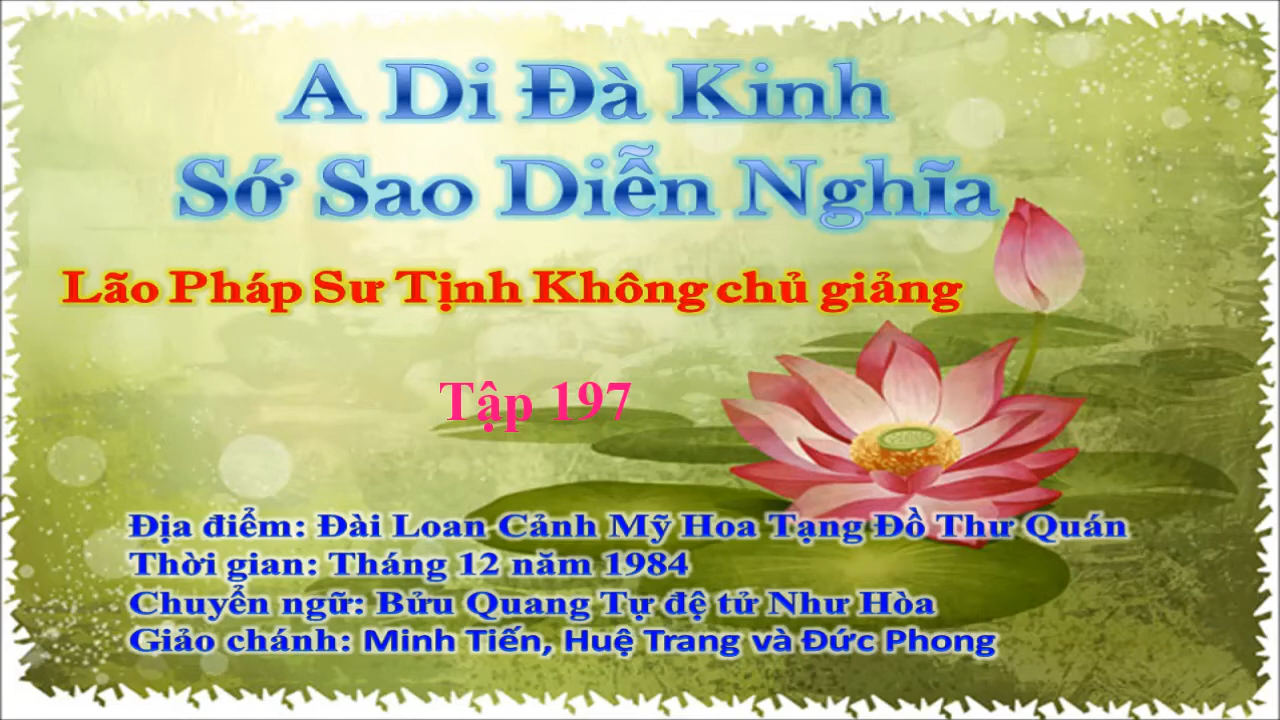 A Di Đà Kinh
Sớ Sao Diễn Nghĩa
Lão Pháp Sư Tịnh Không chủ giảng
Tập 197
Địa điểm: Đài Loan Cảnh Mỹ Hoa Tạng Đồ Thư Quán
Thời gian: Tháng 12 năm 1984
Chuyển ngữ: Bửu Quang Tự đệ tử Như Hòa
Giảo chánh: Minh Tiến, Huệ Trang và Đức Phong